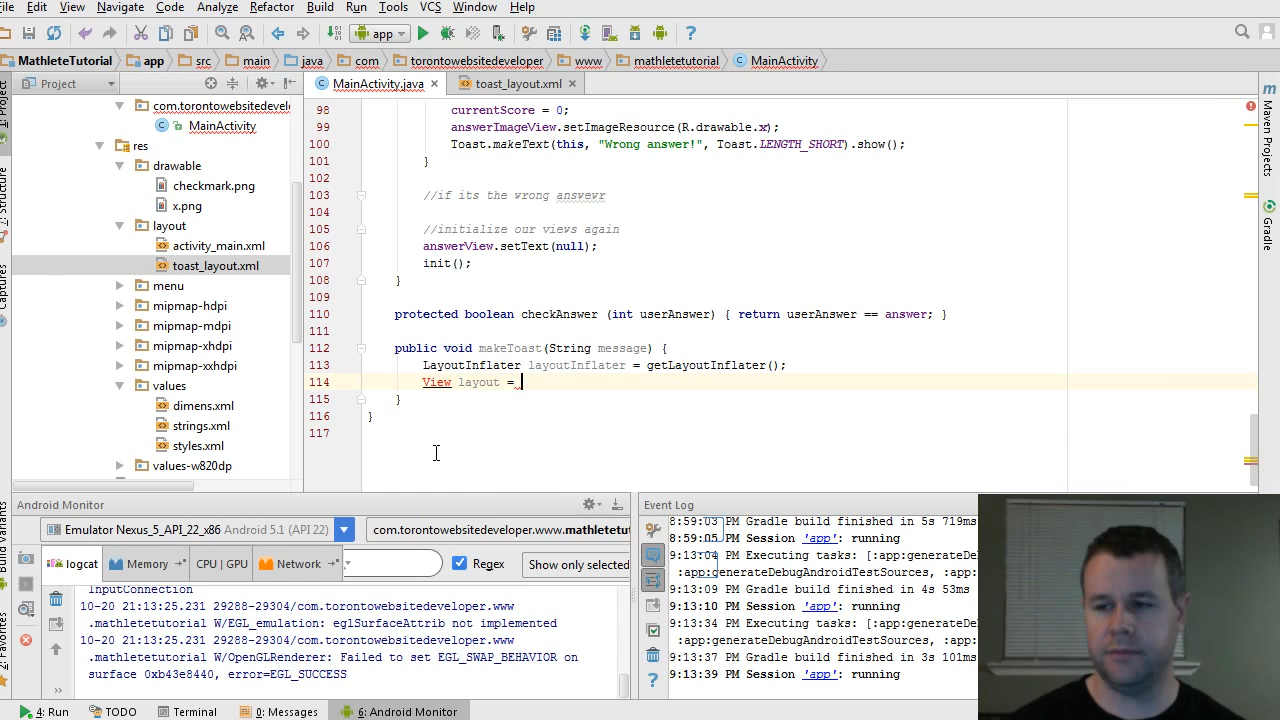 File Edit View Navigate Code Analyze Refactor Build Run Tools VCS Window Help
app
MathleteTutorial app src main java com torontowebsitedeveloper www mathletetutorial MainActivity
Project
MainActivity.java toast_layout.xml
com.torontowebsitedevel
MainActivity
res
drawable
checkmark.png
x.png
layout
activity_main.xml
toast_layout.xml
menu
mipmap-hdpi
mipmap-mdpi
mipmap-xhdpi
mipmap-xxhdpi
values
dimens.xml
strings.xml
styles.xml
values-w820dp
98 currentScore = 0;
99 answerImageView.setImageResource(R.drawable.x);
100 Toast.makeText(this, "Wrong answer!", Toast.LENGTH_SHORT).show();
101 }
102
103 //if its the wrong ansvewr
104
105 //initialize our views again
106 answerView.setText(null);
107 init();
108 }
109
110 protected boolean checkAnswer (int userAnswer) { return userAnswer == answer; }
111
112 public void makeToast(String message) {
113 LayoutInflater layoutInflater = getLayoutInflater();
114 View layout =
115 }
116 }
117
Maven Projects
Gradle
1: Project
7: Structure
Captures
Build Variants
2: Favorites
Android Monitor
Emulator Nexus_5_API_22_x86 Android 5.1 (API 22)
com.torontowebsitedeveloper.www.mathletetu
logcat Memory CPU | GPU Network
Regex
Show only selected
InputConnection
10-20 21:13:25.231 29288-29304/com.torontowebsitedeveloper.www
.mathletetutorial W/EGL_emulation: eglSurfaceAttrib not implemented
10-20 21:13:25.231 29288-29304/com.torontowebsitedeveloper.www
.mathletetutorial W/OpenGLRenderer: Failed to set EGL_SWAP_BEHAVIOR on
surface 0xb43e8440, error=EGL_SUCCESS
Event Log
8:59:03 PM Gradle build finished in 5s 719ms
8:59:05 PM Session 'app': running
9:13:04 PM Executing tasks: [:app:generateDe
:app:generateDebugAndroidTestSources, :app:
9:13:09 PM Gradle build finished in 4s 53ms
9:13:10 PM Session 'app': running
9:13:34 PM Executing tasks: [:app:generateDe
:app:generateDebugAndroidTestSources, :app:
9:13:37 PM Gradle build finished in 3s 101ms
9:13:39 PM Session 'app': running
4: Run TODO Terminal 0: Messages 6: Android Monitor